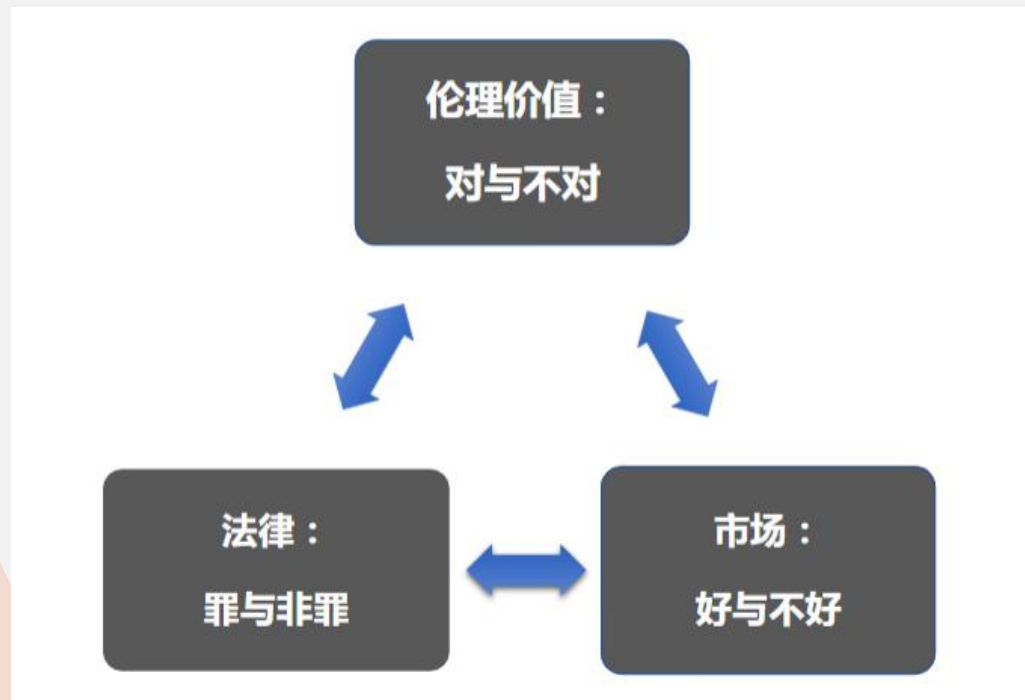 伦理价值：
对与不对
法律：
罪与非罪
市场：
好与不好